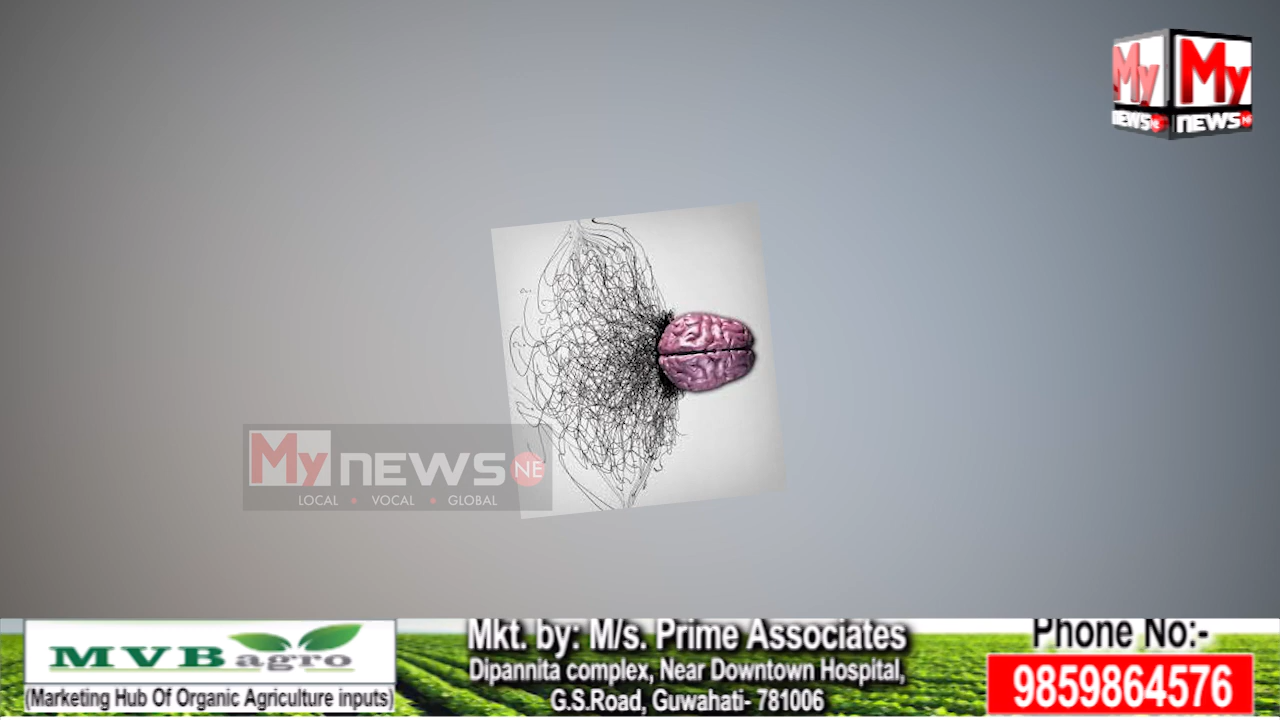 My My
NEWS NE NEWS NE
My NEWS NE
LOCAL • VOCAL • GLOBAL
MVB agro
(Marketing Hub Of Organic Agriculture inputs)
Mkt. by: M/s. Prime Associates
Dipannita complex, Near Downtown Hospital,
G.S.Road, Guwahati- 781006
Phone No:-
9859864576